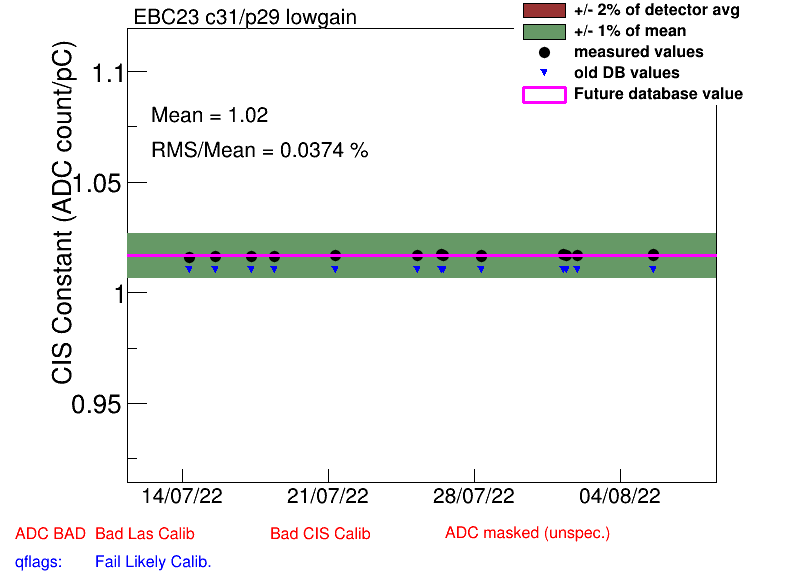 EBC23 c31/p29 lowgain
+/- 2% of detector avg
+/- 1% of mean
measured values
old DB values
Future database value
Mean = 1.02
RMS/Mean = 0.0374 %
CIS Constant (ADC count/pC)
1.1
1.05
1
0.95
14/07/22 21/07/22 28/07/22 04/08/22
ADC BAD Bad Las Calib Bad CIS Calib ADC masked (unspec.)
qflags: Fail Likely Calib.